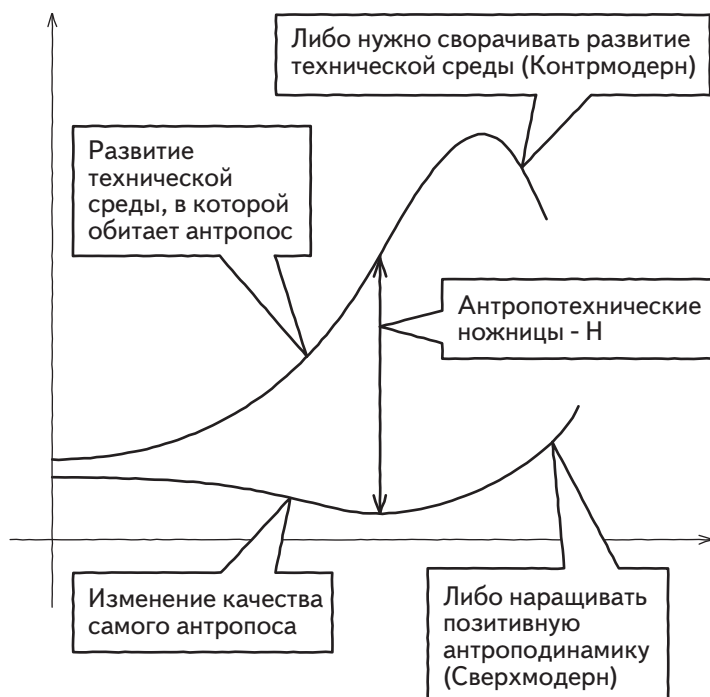 Либо нужно сворачивать развитие
технической среды (Контрмодерн)
Развитие
технической
среды, в которой
обитает антропос
Антропотехнические
ножницы - Н
Изменение качества
самого антропоса
Либо наращивать
позитивную
антроподинамику
(Сверхмодерн)